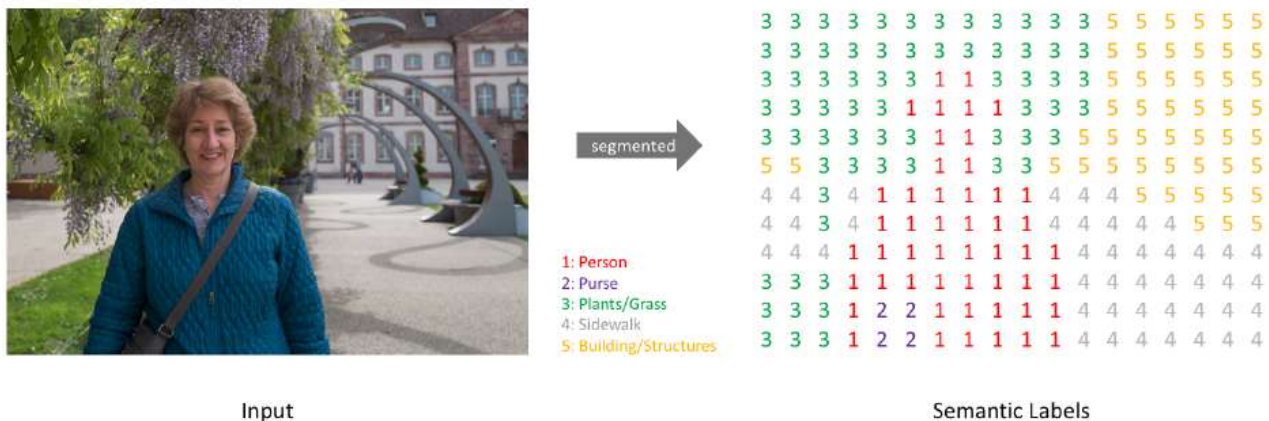 3 3 3 3 3 3 3 3 3 3 3 3 5 5 5 5 5 5
3 3 3 3 3 3 3 3 3 3 3 3 5 5 5 5 5 5
3 3 3 3 3 3 1 1 3 3 3 3 5 5 5 5 5 5
3 3 3 3 3 1 1 1 1 3 3 3 5 5 5 5 5 5
3 3 3 3 3 3 1 1 3 3 3 5 5 5 5 5 5 5
5 5 3 3 3 3 1 1 3 3 5 5 5 5 5 5 5 5
4 4 3 4 1 1 1 1 1 1 4 4 4 5 5 5 5 5
4 4 3 4 1 1 1 1 1 1 4 4 4 4 4 5 5 5
4 4 4 1 1 1 1 1 1 1 1 4 4 4 4 4 4 4
3 3 3 1 1 1 1 1 1 1 1 4 4 4 4 4 4 4
3 3 3 1 2 2 1 1 1 1 1 4 4 4 4 4 4 4
3 3 3 1 2 2 1 1 1 1 1 4 4 4 4 4 4 4
segmented
1: Person
2: Purse
3: Plants/Grass
4: Sidewalk
5: Building/Structures
Input
Semantic Labels